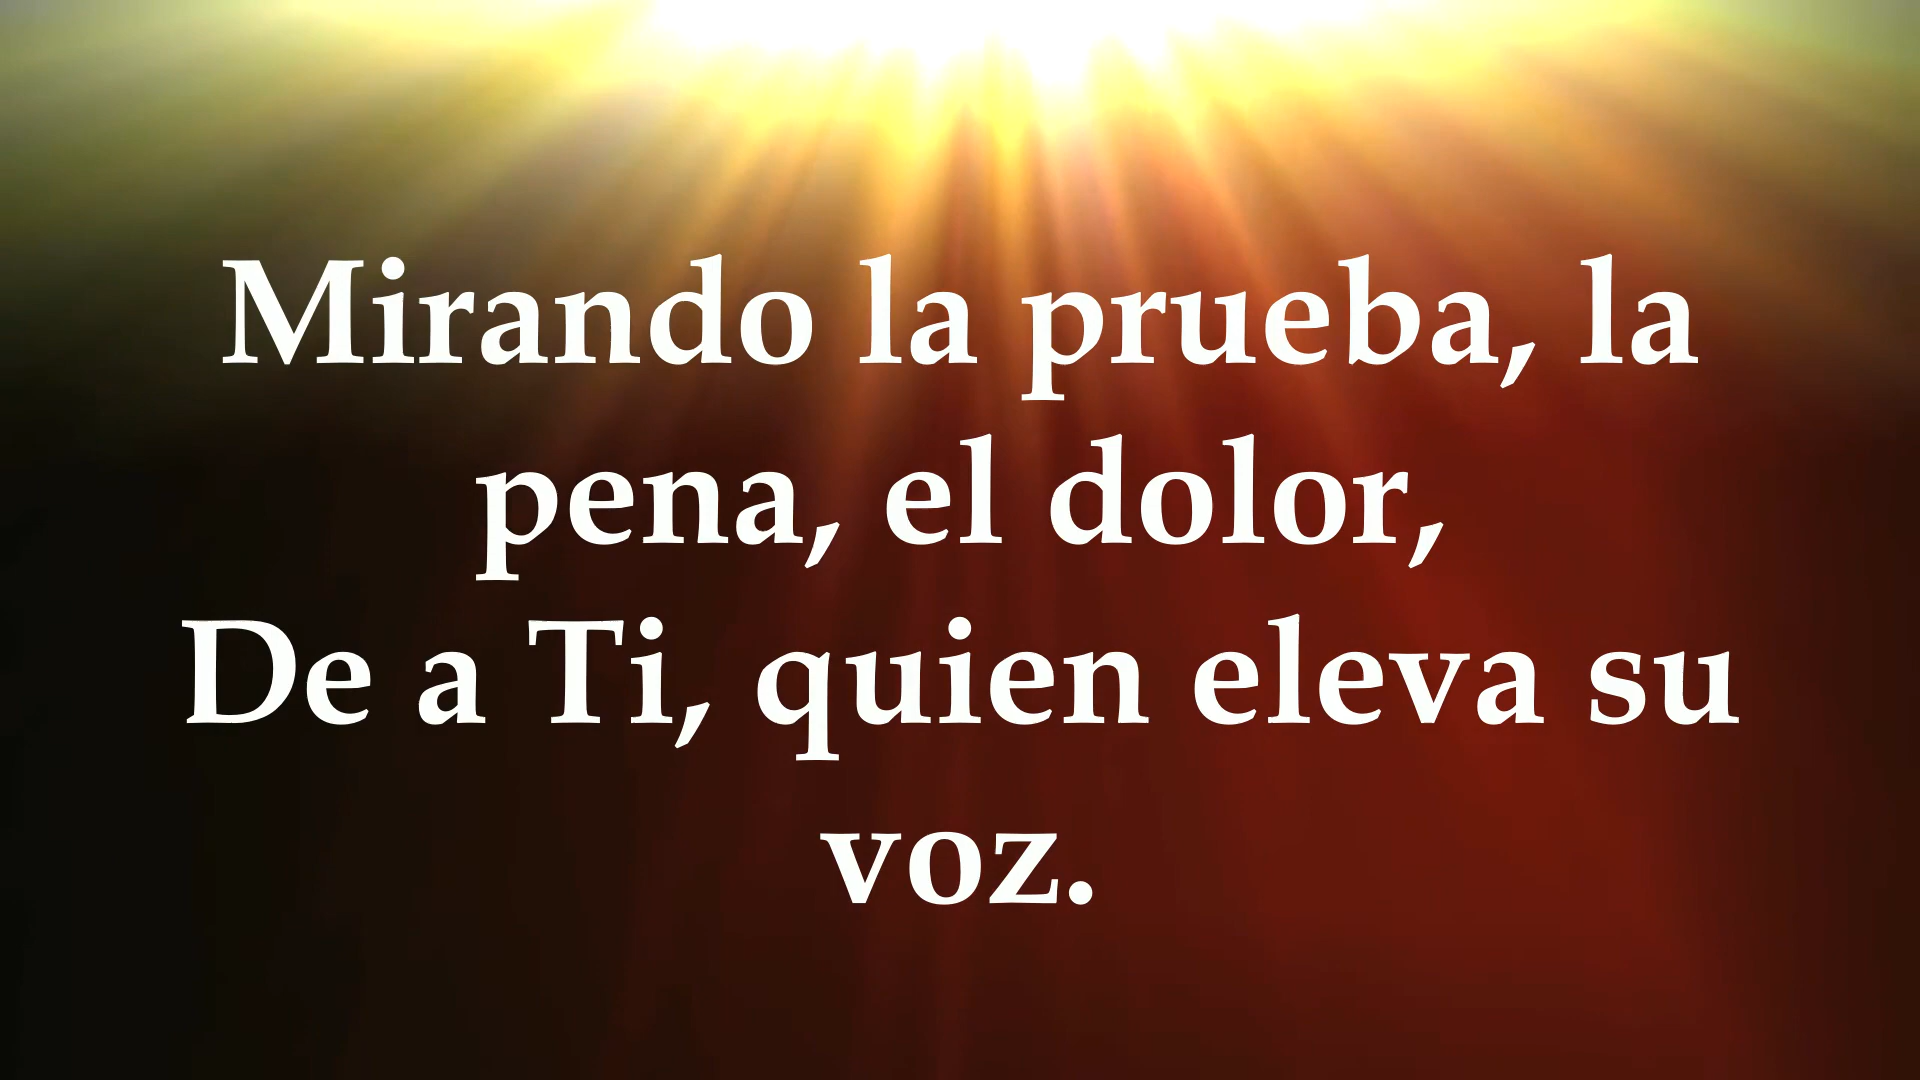 Mirando la prueba, la
pena, el dolor,
De a Ti, quien eleva su
voz.